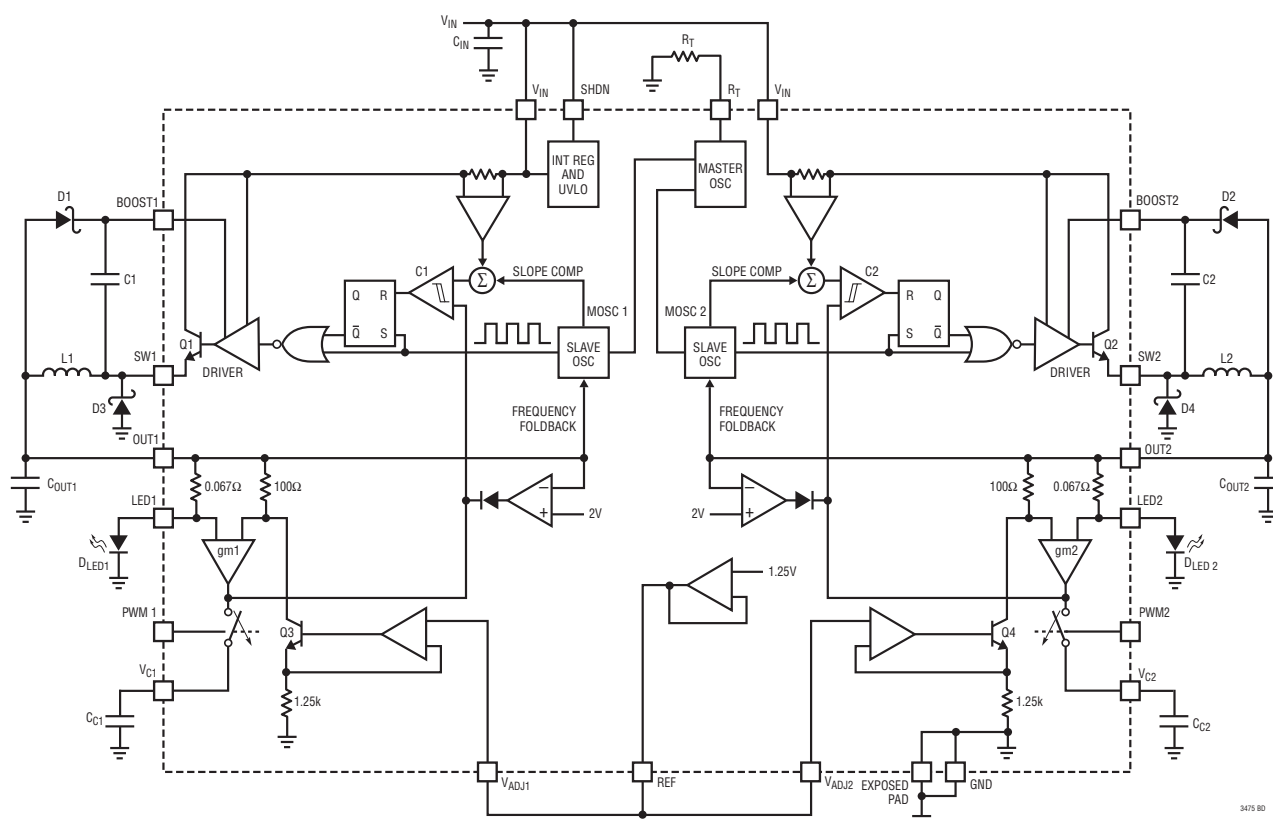 VIN
CIN
RT
VIN
SHDN
RT
VIN
INT REG
AND
UVLO
MASTER
OSC
D1
BOOST1
BOOST2
D2
C1
C1
Σ
SLOPE COMP
SLOPE COMP
Σ
C2
C2
MOSC 1
MOSC 2
Q
R
Q
S
R
Q
S
Q
Q1
DRIVER
SLAVE
OSC
SLAVE
OSC
DRIVER
Q2
L1
SW1
SW2
L2
D3
D4
FREQUENCY
FOLDBACK
FREQUENCY
FOLDBACK
OUT1
OUT2
COUT1
0.067Ω
100Ω
−
+
2V
2V
−
+
100Ω
0.067Ω
COUT2
LED1
LED2
DLED1
gm1
gm2
DLED 2
1.25V
PWM 1
PWM2
Q3
Q4
VC1
VC2
CC1
1.25k
1.25k
CC2
VADJ1
REF
VADJ2
EXPOSED
PAD
GND
3475 BD